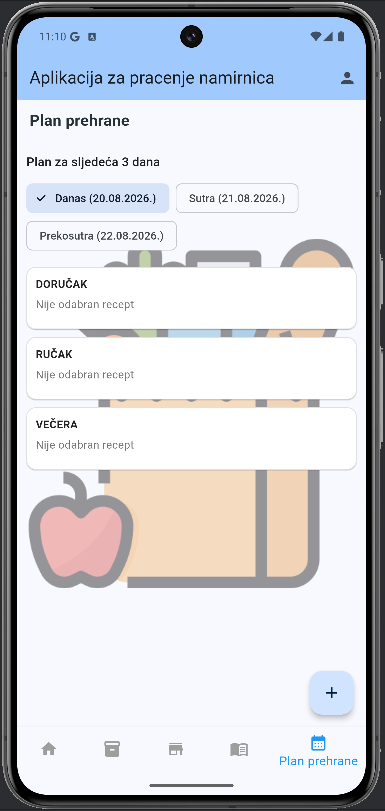 11:10
Aplikacija za pracenje namirnica
Plan prehrane
Plan za sljedeća 3 dana
Danas (20.08.2026.)
Sutra (21.08.2026.)
Prekosutra (22.08.2026.)
DORUČAK
Nije odabran recept
RUČAK
Nije odabran recept
VEČERA
Nije odabran recept
Plan prehrane